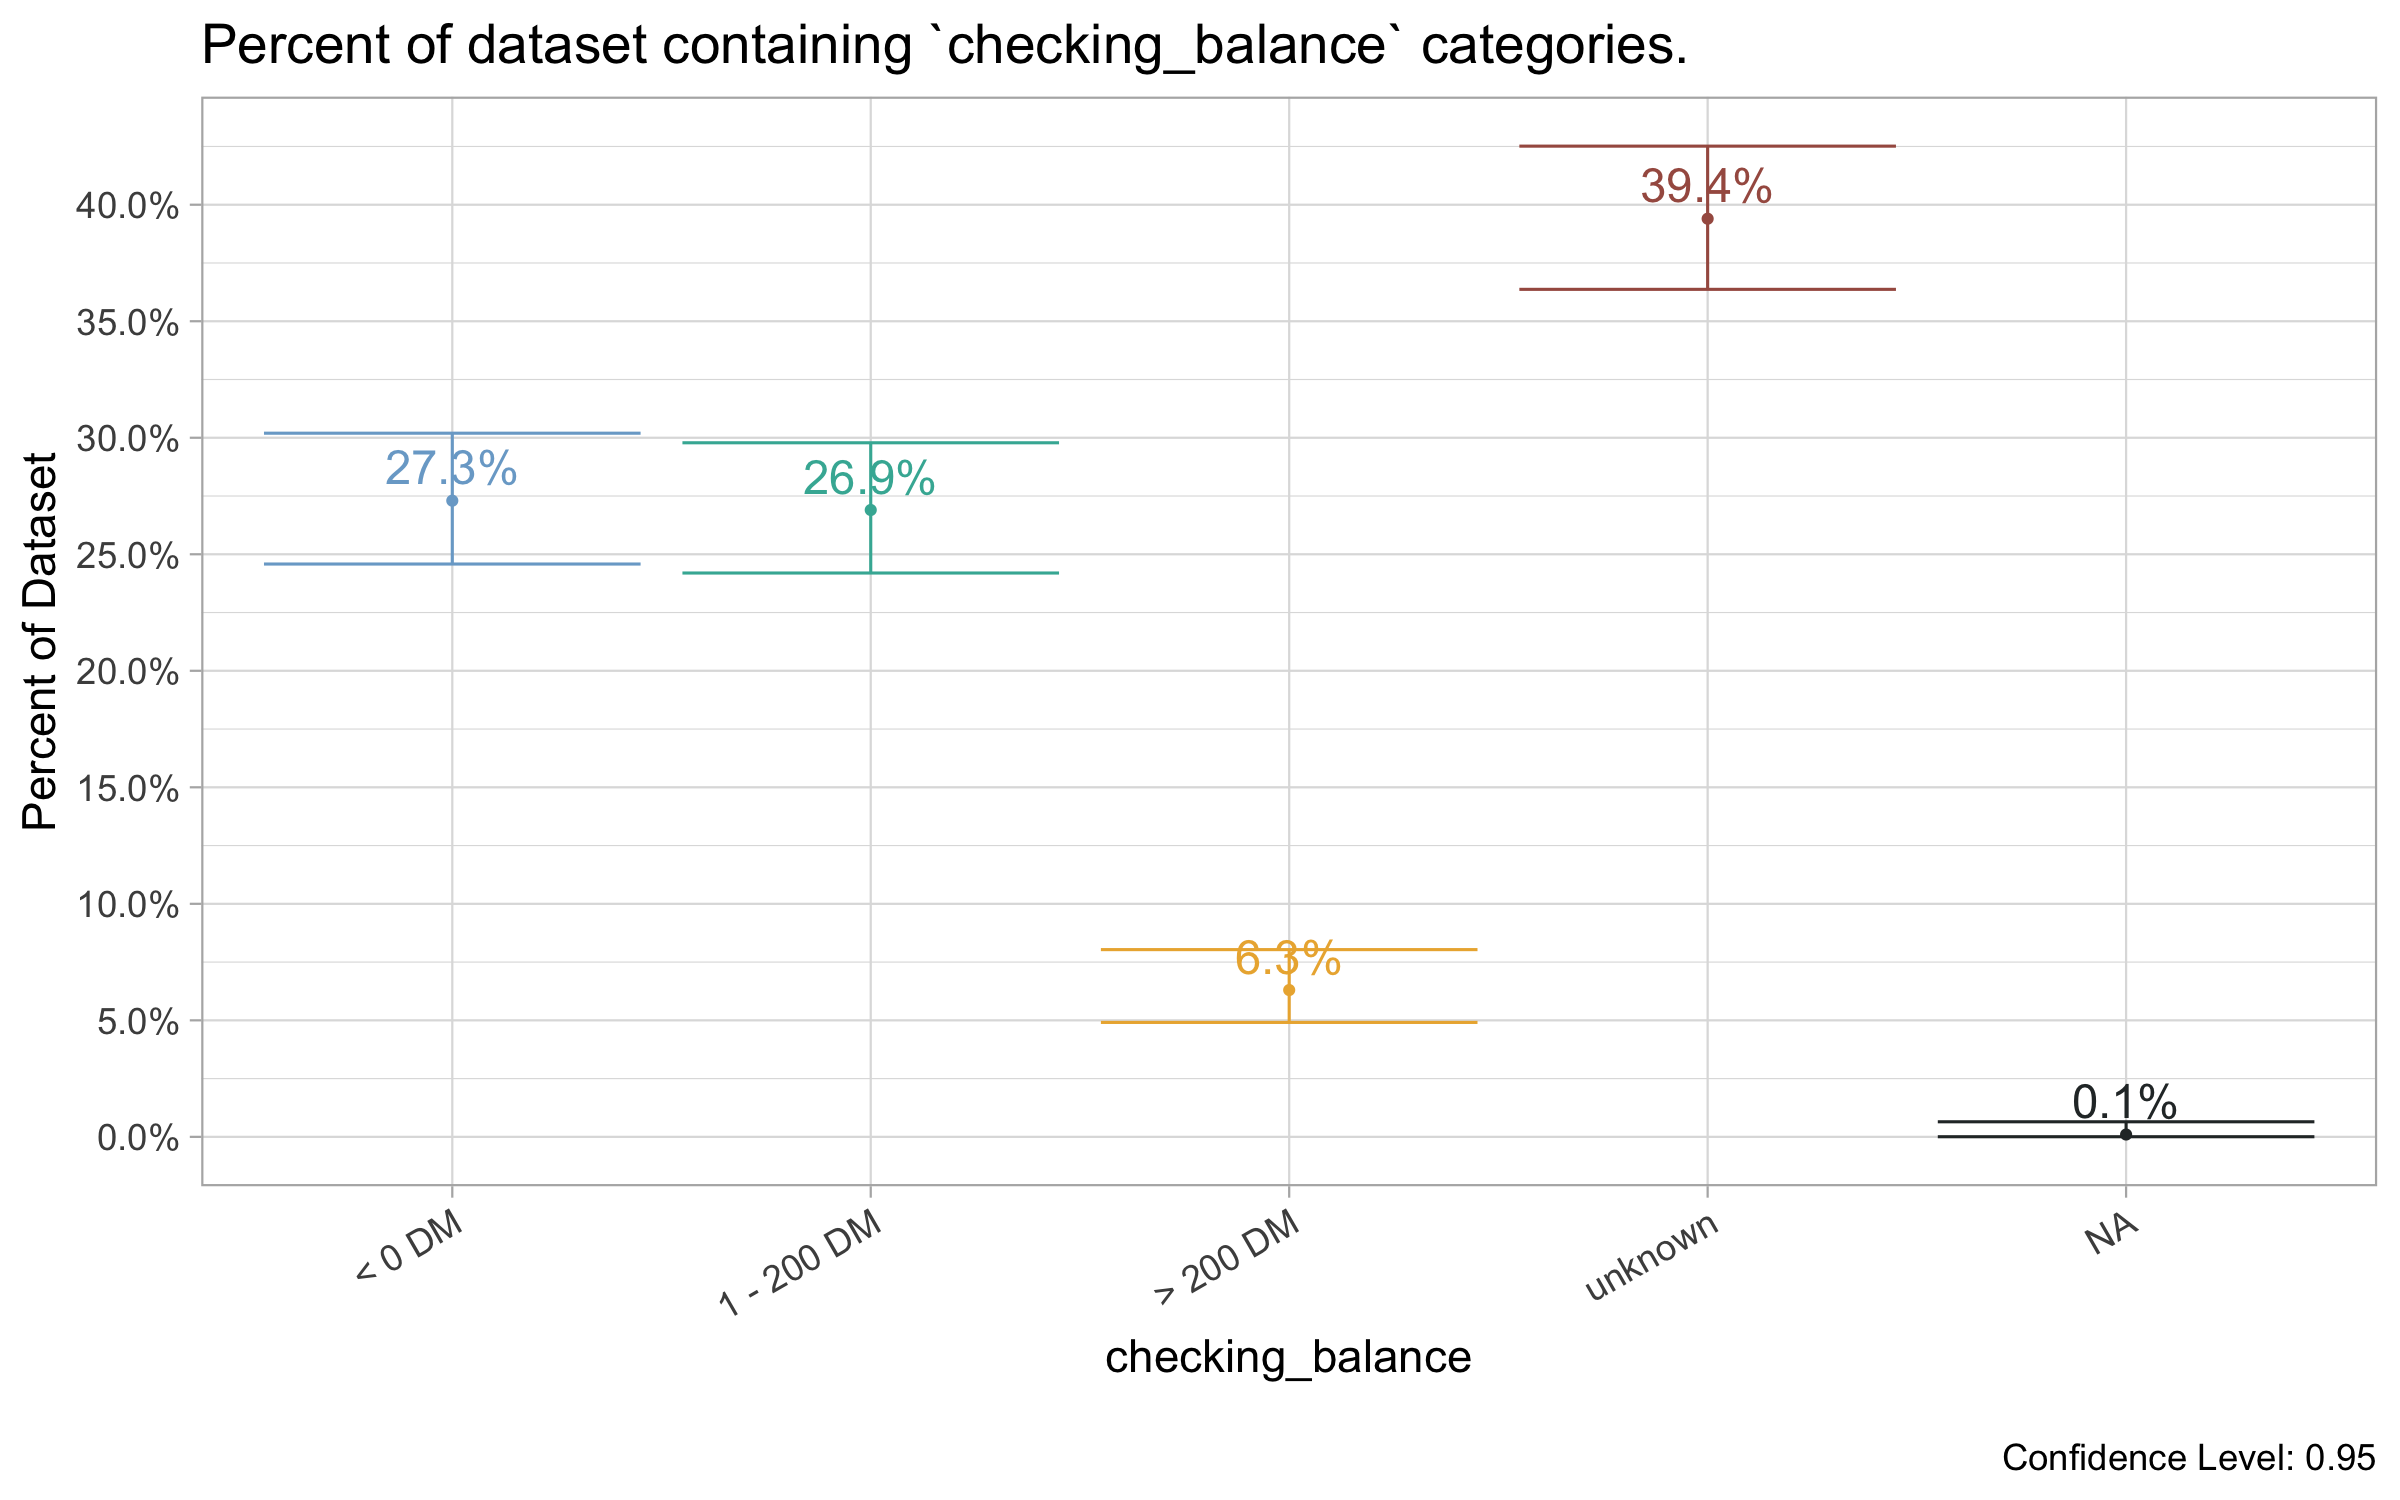 Percent of dataset containing `checking_balance` categories.
Percent of Dataset
40.0%
35.0%
30.0%
25.0%
20.0%
15.0%
10.0%
5.0%
0.0%
27.3%
26.9%
6.3%
39.4%
0.1%
< 0 DM
1 - 200 DM
> 200 DM
unknown
NA
checking_balance
Confidence Level: 0.95